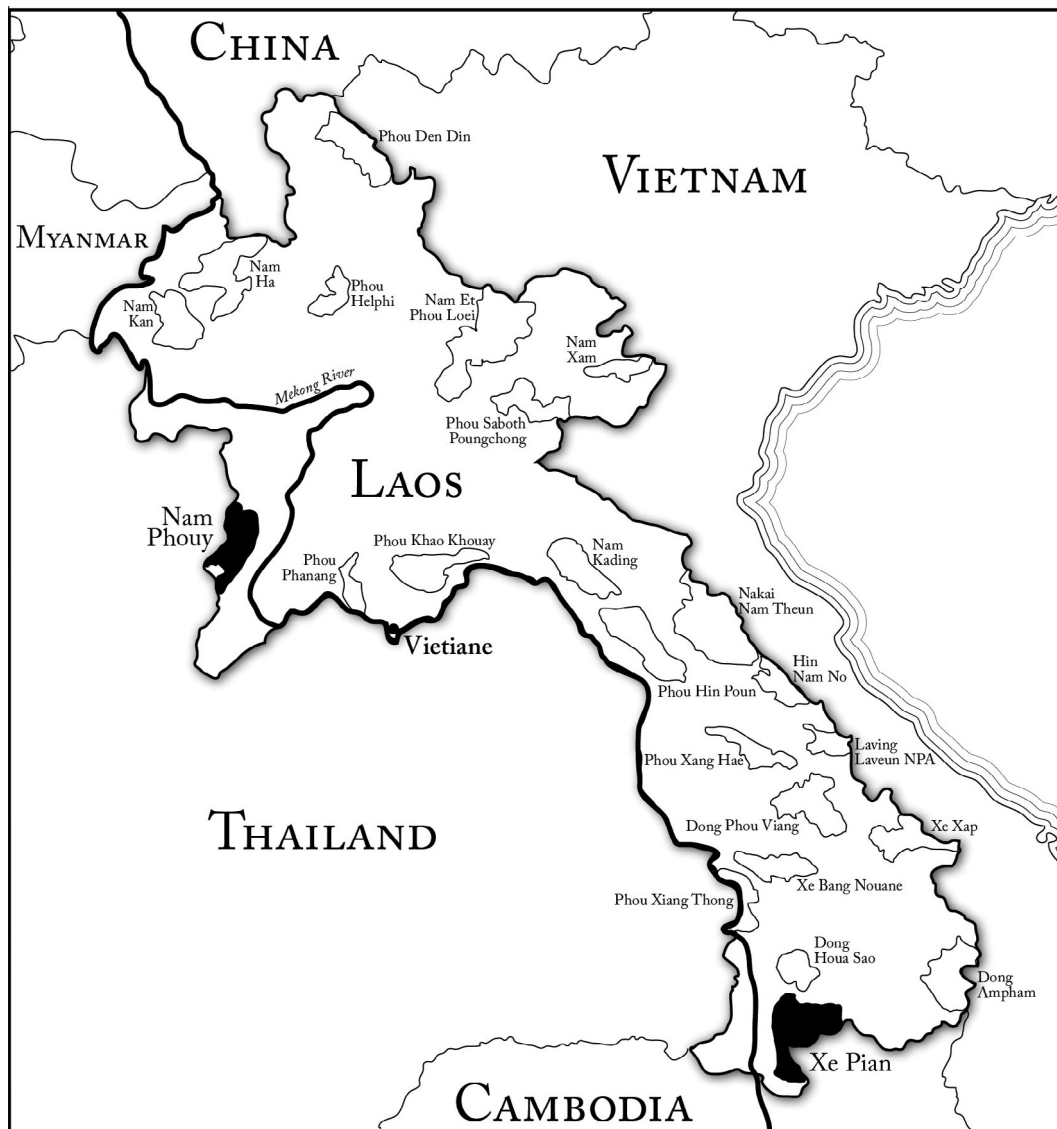 CHINA
Phou Den Din
VIETNAM
MYANMAR
Nam
Ha
Nam
Kan
Phou
Helphi
Nam Et
Phou Loei
Nam
Xam
Mekong River
Phou Saboth
Poungchong
LAOS
Nam
Phouy
Phou
Phanang
Phou Khao Khouay
Nam
Kading
Nakai
Nam Theun
Vietiane
Hin
Nam No
Phou Hin Poun
Laving
Laveun NPA
Phou Xang Hae
THAILAND
Dong Phou Viang
Xe Xap
Xe Bang Nouane
Phou Xiang Thong
Dong
Houa Sao
Dong
Ampham
Xe Pian
CAMBODIA